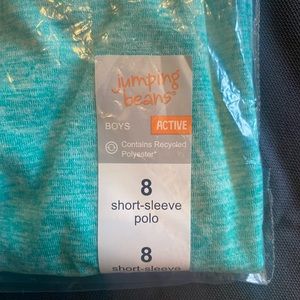 jumping
beans®
BOYS ACTIVE
Contains Recycled
Polyester*
8
short-sleeve
polo
8
short-sleeve